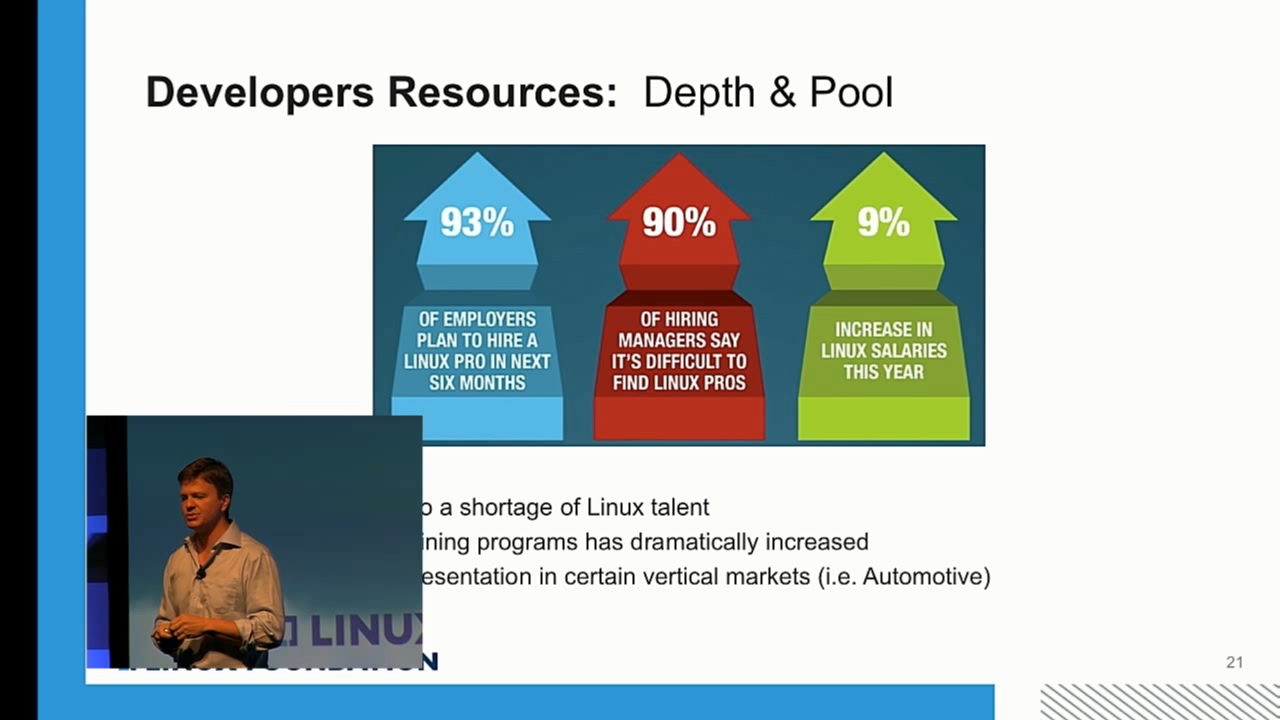 Developers Resources: Depth & Pool
93%
OF EMPLOYERS
PLAN TO HIRE A
LINUX PRO IN NEXT
SIX MONTHS
90%
OF HIRING
MANAGERS SAY
IT'S DIFFICULT TO
FIND LINUX PROS
9%
INCREASE IN
LINUX SALARIES
THIS YEAR
a shortage of Linux talent
programs has dramatically increased
in certain vertical markets (i.e. Automotive)
LINUX
21